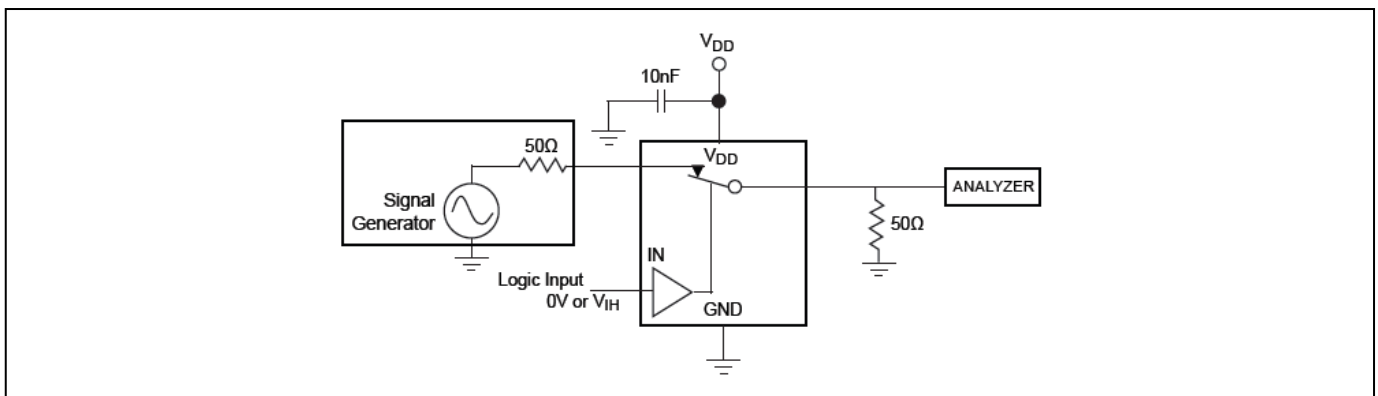 VDD
10nF
50Ω
VDD
ANALYZER
Signal
Generator
50Ω
IN
Logic Input
0V or VIH
GND